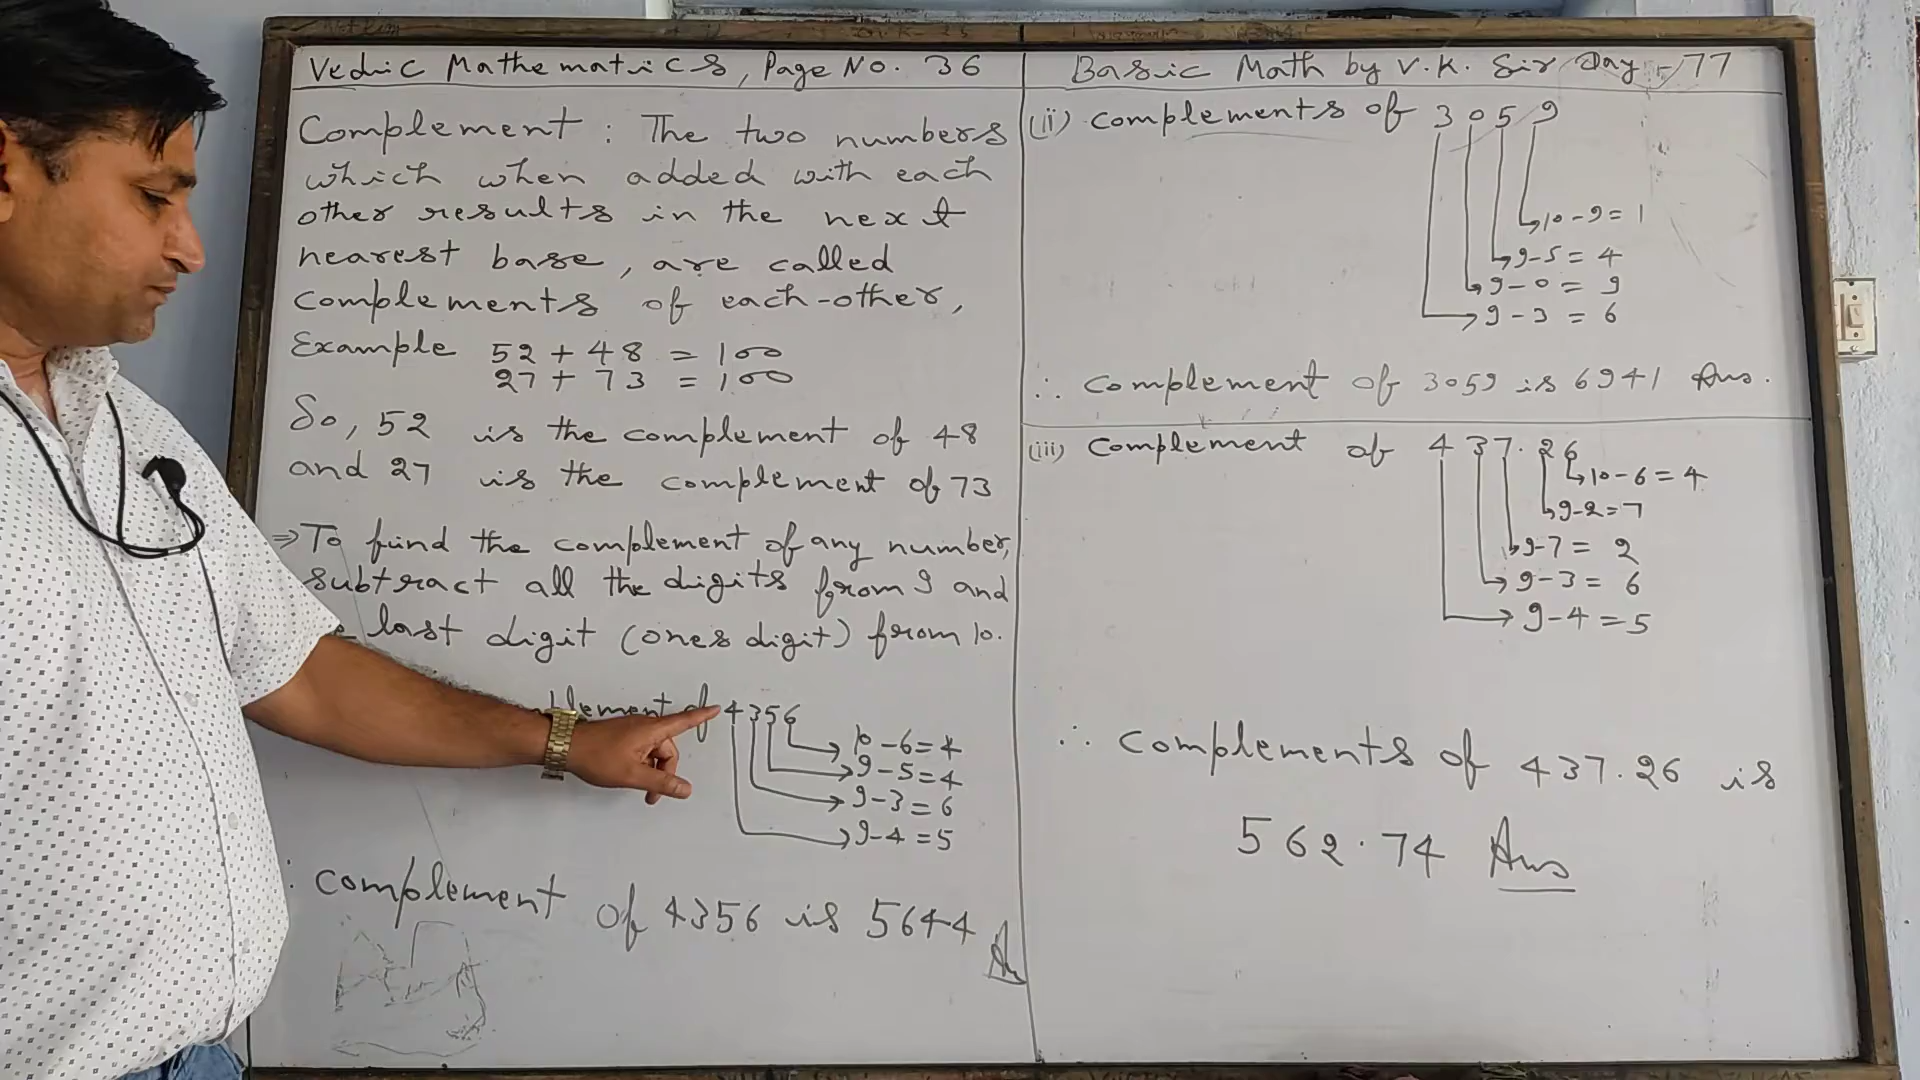 Vedic Mathematics, Page No. 36
Complement : The two numbers
which when added with each
other results in the next
nearest base, are called
complements of each-other,
Example 52 + 48 = 100
27 + 73 = 100
So, 52 is the complement of 48
and 27 is the complement of 73
⇒ To find the complement of any number,
subtract all the digits from 9 and
last digit (ones digit) from 10.
of 4356
10 - 6 = 4
9 - 5 = 4
9 - 3 = 6
9 - 4 = 5
∴ complement of 4356 is 5644
Basic Math by V.K. Sir Day - 77
(ii) complements of 3059
10 - 9 = 1
9 - 5 = 4
9 - 0 = 9
9 - 3 = 6
∴ complement of 3059 is 6941 Ans.
(iii) complement of 437.26
10 - 6 = 4
9 - 2 = 7
9 - 7 = 2
9 - 3 = 6
9 - 4 = 5
∴ complements of 437.26 is
562.74 Ans